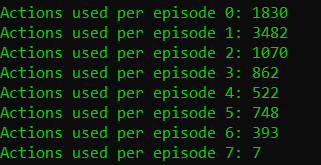 Actions used per episode 0: 1830
Actions used per episode 1: 3482
Actions used per episode 2: 1070
Actions used per episode 3: 862
Actions used per episode 4: 522
Actions used per episode 5: 748
Actions used per episode 6: 393
Actions used per episode 7: 7